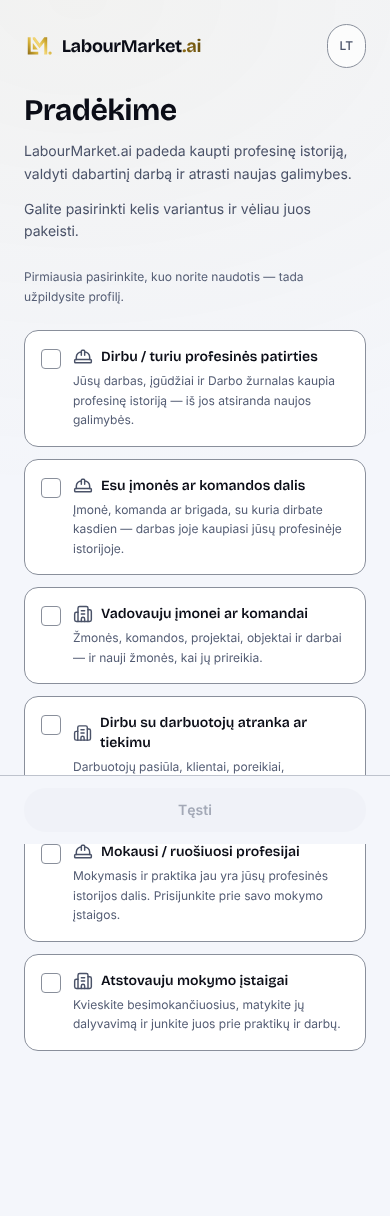 LabourMarket.ai
LT
Pradėkime
LabourMarket.ai padeda kaupti profesinę istoriją,
valdyti dabartinį darbą ir atrasti naujas galimybes.
Galite pasirinkti kelis variantus ir vėliau juos
pakeisti.
Pirmiausia pasirinkite, kuo norite naudotis — tada
užpildysite profilį.
Dirbu / turiu profesinės patirties
Jūsų darbas, įgūdžiai ir Darbo žurnalas kaupia
profesinę istoriją — iš jos atsiranda naujos
galimybės.
Esu įmonės ar komandos dalis
Įmonė, komanda ar brigada, su kuria dirbate
kasdien — darbas joje kaupiasi jūsų profesinėje
istorijoje.
Vadovauju įmonei ar komandai
Žmonės, komandos, projektai, objektai ir darbai
— ir nauji žmonės, kai jų prireikia.
Dirbu su darbuotojų atranka ar
tiekimu
Darbuotojų pasiūla, klientai, poreikiai,
Tęsti
Mokausi / ruošiuosi profesijai
Mokymasis ir praktika jau yra jūsų profesinės
istorijos dalis. Prisijunkite prie savo mokymo
įstaigos.
Atstovauju mokymo įstaigai
Kvieskite besimokančiuosius, matykite jų
dalyvavimą ir junkite juos prie praktikų ir darbų.